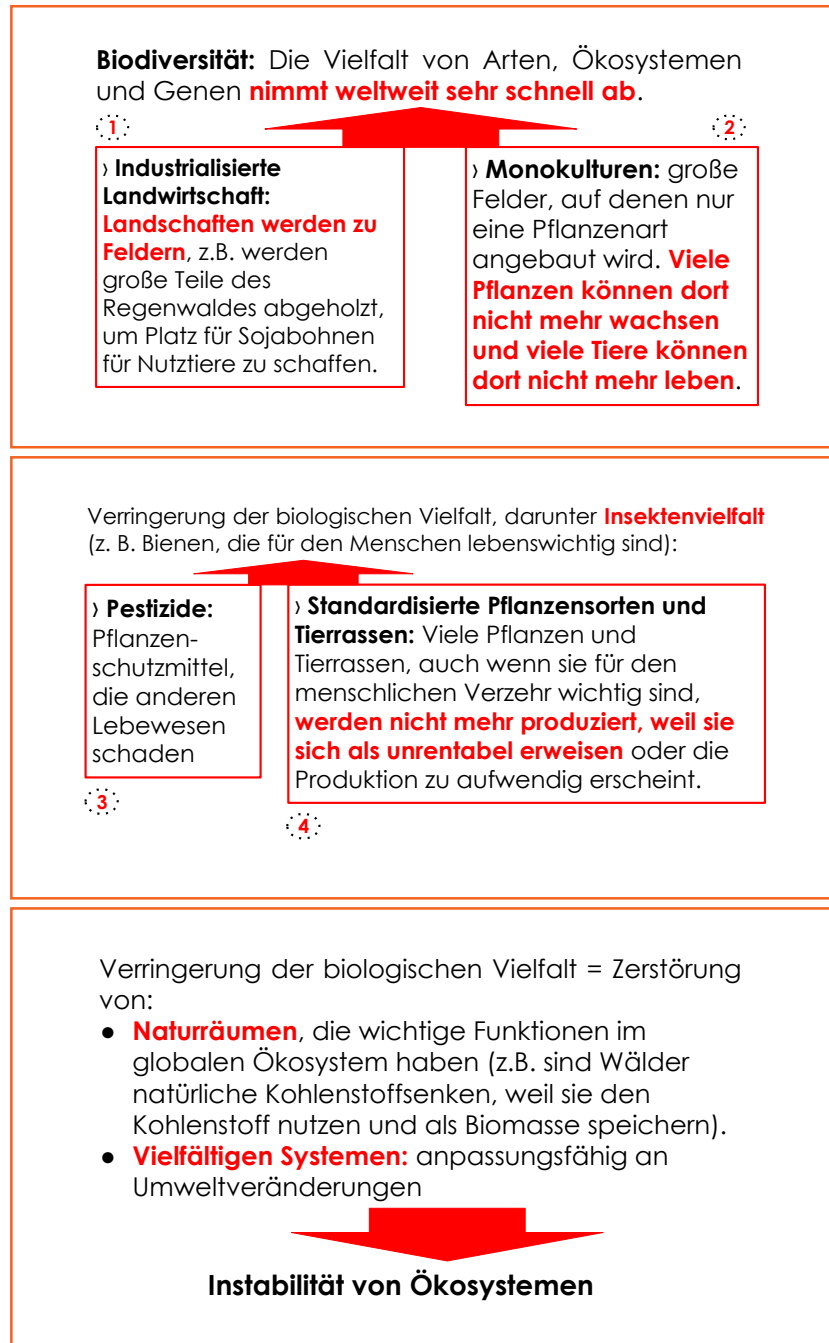 Biodiversität: Die Vielfalt von Arten, Ökosystemen
und Genen nimmt weltweit sehr schnell ab.
1
› Industrialisierte
Landwirtschaft:
Landschaften werden zu
Feldern, z.B. werden
große Teile des
Regenwaldes abgeholzt,
um Platz für Sojabohnen
für Nutztiere zu schaffen.
2
› Monokulturen: große
Felder, auf denen nur
eine Pflanzenart
angebaut wird. Viele
Pflanzen können dort
nicht mehr wachsen
und viele Tiere können
dort nicht mehr leben.
Verringerung der biologischen Vielfalt, darunter Insektenvielfalt
(z. B. Bienen, die für den Menschen lebenswichtig sind):
› Pestizide:
Pflanzen-
schutzmittel,
die anderen
Lebewesen
schaden
3
› Standardisierte Pflanzensorten und
Tierrassen: Viele Pflanzen und
Tierrassen, auch wenn sie für den
menschlichen Verzehr wichtig sind,
werden nicht mehr produziert, weil sie
sich als unrentabel erweisen oder die
Produktion zu aufwendig erscheint.
4
Verringerung der biologischen Vielfalt = Zerstörung
von:
● Naturräumen, die wichtige Funktionen im
globalen Ökosystem haben (z.B. sind Wälder
natürliche Kohlenstoffsenken, weil sie den
Kohlenstoff nutzen und als Biomasse speichern).
● Vielfältigen Systemen: anpassungsfähig an
Umweltveränderungen
Instabilität von Ökosystemen